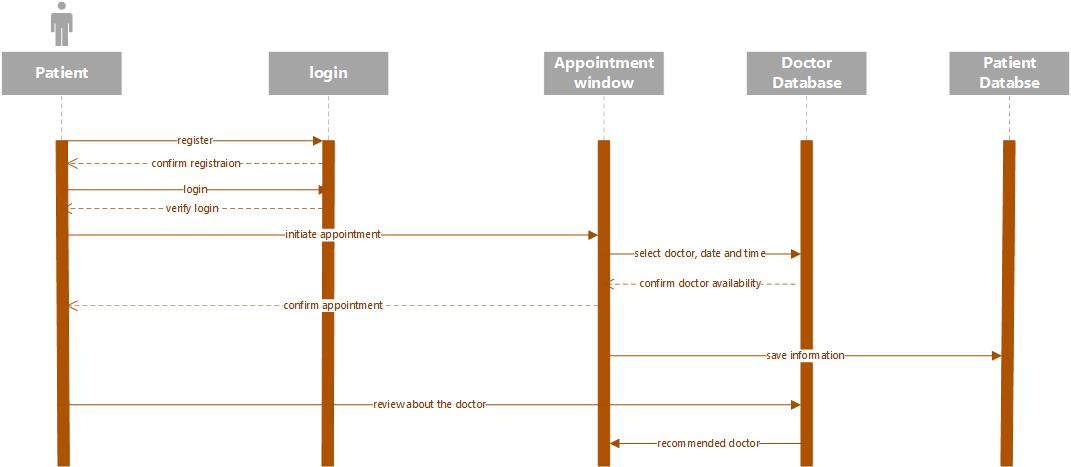 Patient
login
Appointment
window
Doctor
Database
Patient
Databse
register
confirm registraion
login
verify login
initiate appointment
select doctor, date and time
confirm doctor availability
confirm appointment
save information
review about the doctor
recommended doctor